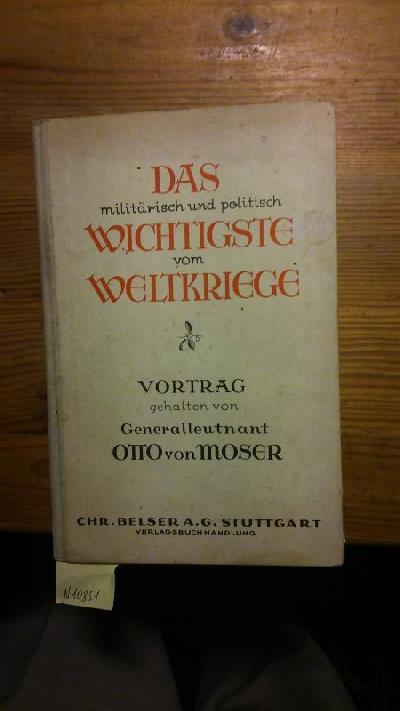 DAS
militärisch und politisch
WICHTIGSTE
vom
WELTKRIEGE
VORTRAG
gehalten von
Generalleutnant
OTTO von MOSER
CHR. BELSER A.G. STUTTGART
VERLAGSBUCHHANDLUNG
N10851